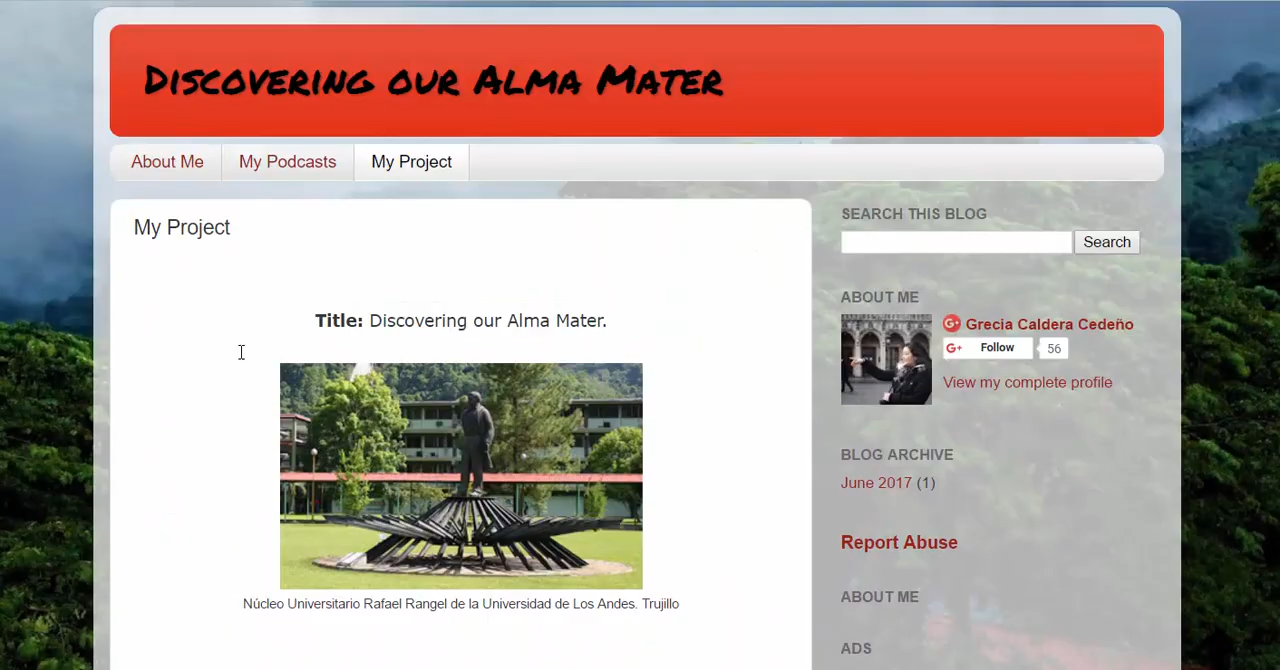 Discovering our Alma Mater
About Me
My Podcasts
My Project
My Project
Title: Discovering our Alma Mater.
Núcleo Universitario Rafael Rangel de la Universidad de Los Andes. Trujillo
SEARCH THIS BLOG
Search
ABOUT ME
G+ Grecia Caldera Cedeño
G+ Follow 56
View my complete profile
BLOG ARCHIVE
June 2017 (1)
Report Abuse
ABOUT ME
ADS